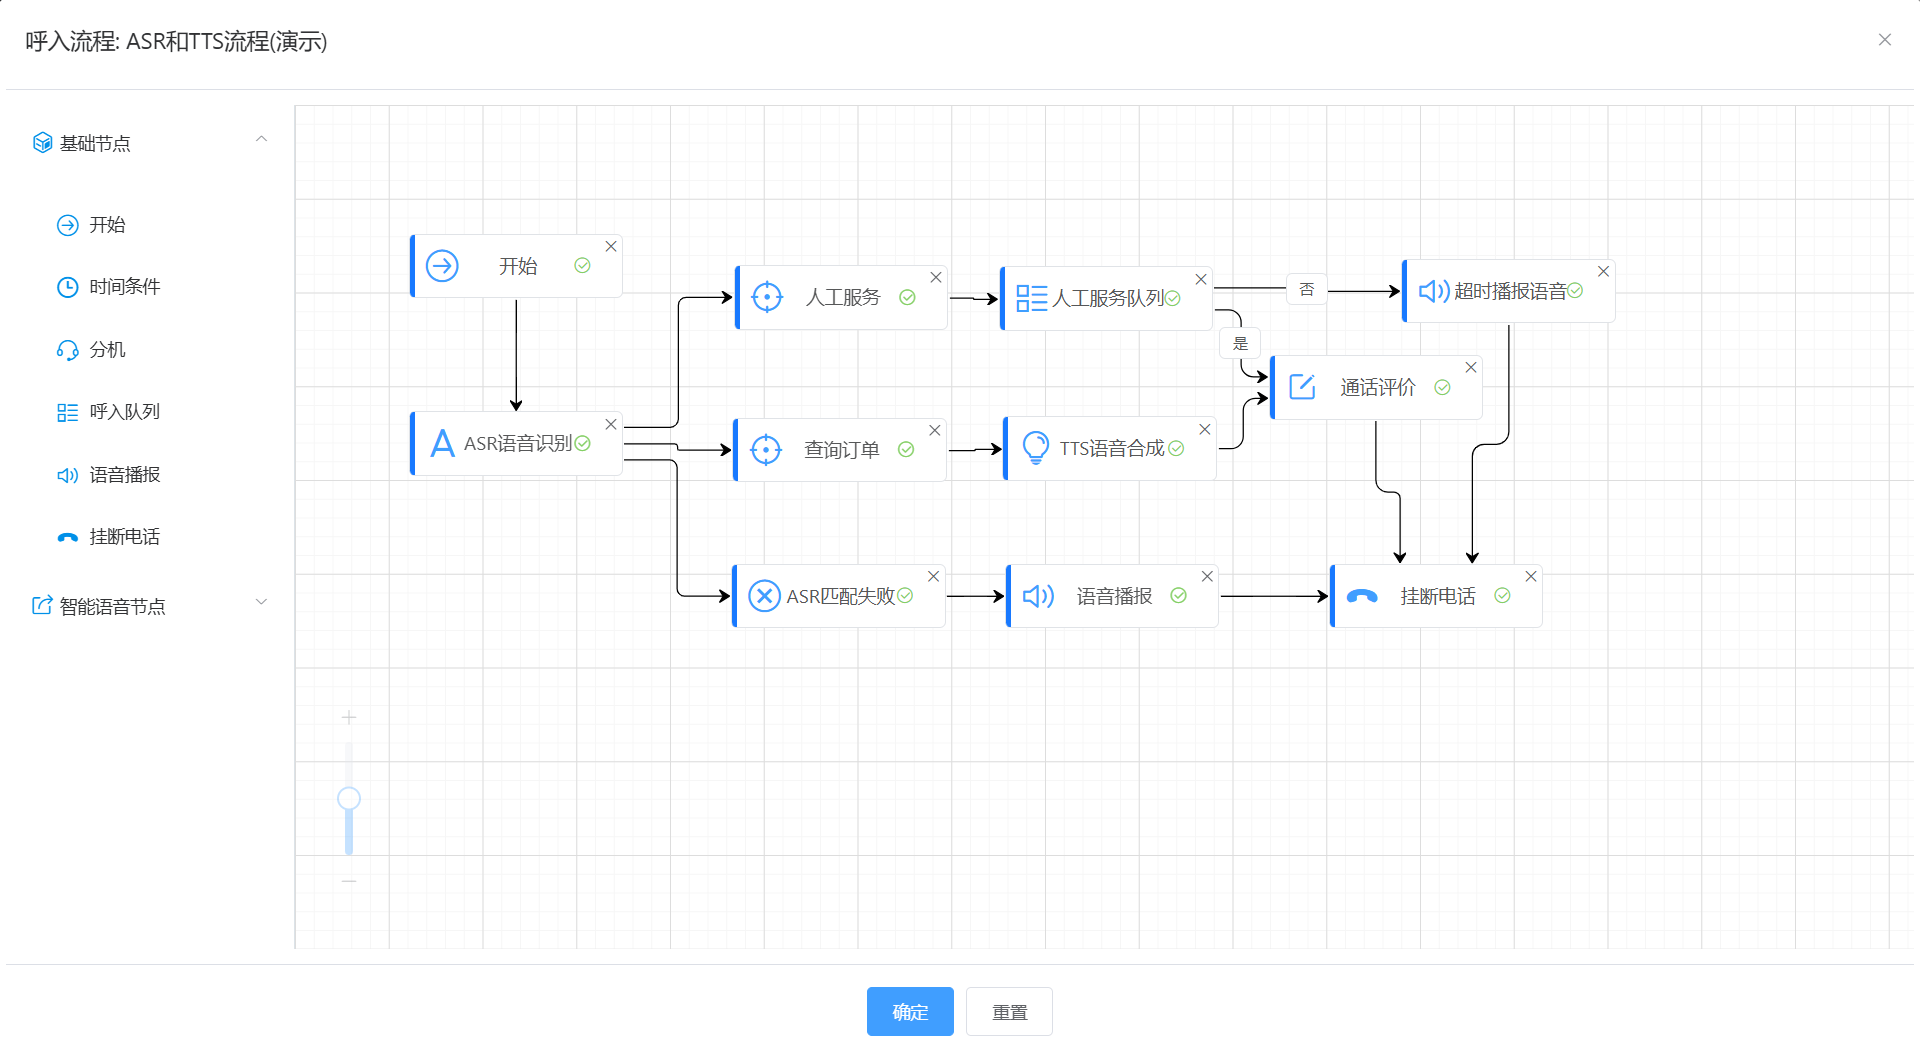 呼入流程: ASR和TTS流程(演示)
基础节点
开始
时间条件
分机
呼入队列
语音播报
挂断电话
智能语音节点
开始
人工服务
人工服务队列
否
超时播报语音
是
通话评价
ASR语音识别
查询订单
TTS语音合成
ASR匹配失败
语音播报
挂断电话
确定
重置